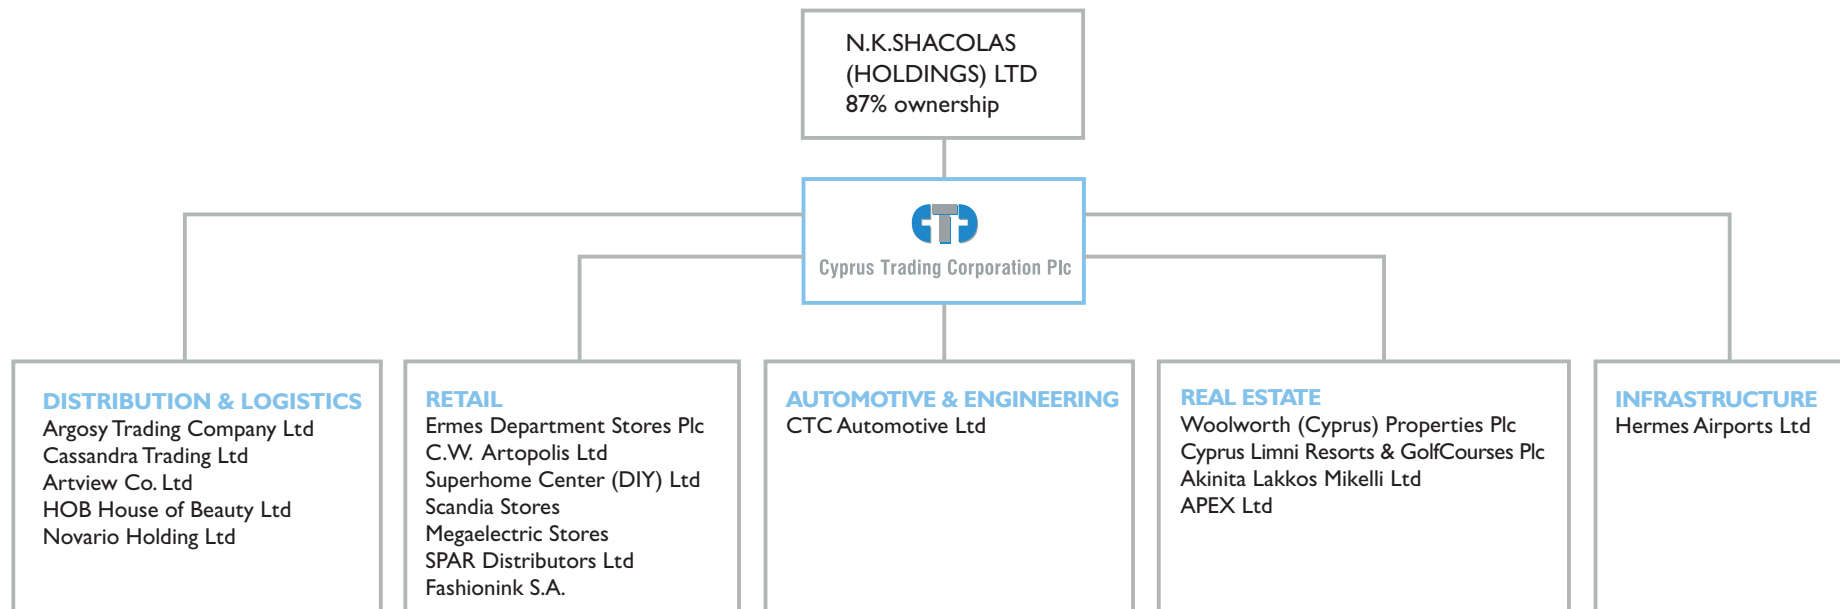 N.K.SHACOLAS
(HOLDINGS) LTD
87% ownership
CTC
Cyprus Trading Corporation Plc
DISTRIBUTION & LOGISTICS
Argosy Trading Company Ltd
Cassandra Trading Ltd
Artview Co. Ltd
HOB House of Beauty Ltd
Novario Holding Ltd
RETAIL
Ermes Department Stores Plc
C.W. Artopolis Ltd
Superhome Center (DIY) Ltd
Scandia Stores
Megaelectric Stores
SPAR Distributors Ltd
Fashionink S.A.
AUTOMOTIVE & ENGINEERING
CTC Automotive Ltd
REAL ESTATE
Woolworth (Cyprus) Properties Plc
Cyprus Limni Resorts & GolfCourses Plc
Akinita Lakkos Mikelli Ltd
APEX Ltd
INFRASTRUCTURE
Hermes Airports Ltd